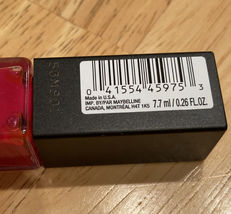 0 41554 45975 3
Made in U.S.A.
IMP. BY/PAR MAYBELLINE
CANADA, MONTRÉAL H4T 1K5
7.7 ml / 0.26 FL.OZ.